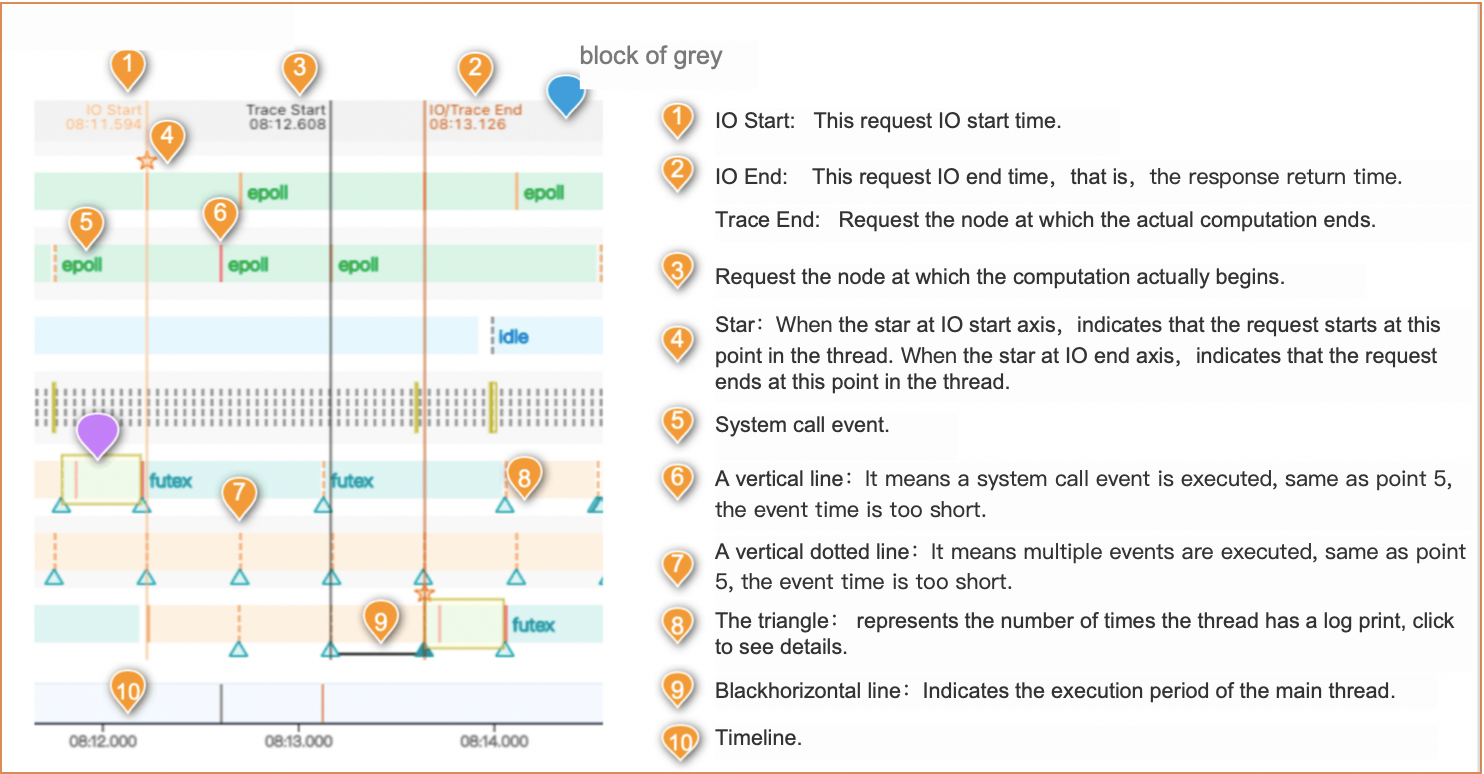 block of grey
1 3 2
IO Start Trace Start IO/Trace End
08:11.594 08:12.608 08:13.126
4
epoll epoll
5 6
epoll epoll epoll
idle
futex futex 8
7
9
futex
10
08:12.000 08:13.000 08:14.000
1 IO Start: This request IO start time.
2 IO End: This request IO end time，that is，the response return time.
Trace End: Request the node at which the actual computation ends.
3 Request the node at which the computation actually begins.
4 Star：When the star at IO start axis，indicates that the request starts at this
point in the thread. When the star at IO end axis，indicates that the request
ends at this point in the thread.
5 System call event.
6 A vertical line：It means a system call event is executed, same as point 5,
the event time is too short.
7 A vertical dotted line：It means multiple events are executed, same as point
5, the event time is too short.
8 The triangle： represents the number of times the thread has a log print, click
to see details.
9 Blackhorizontal line：Indicates the execution period of the main thread.
10 Timeline.